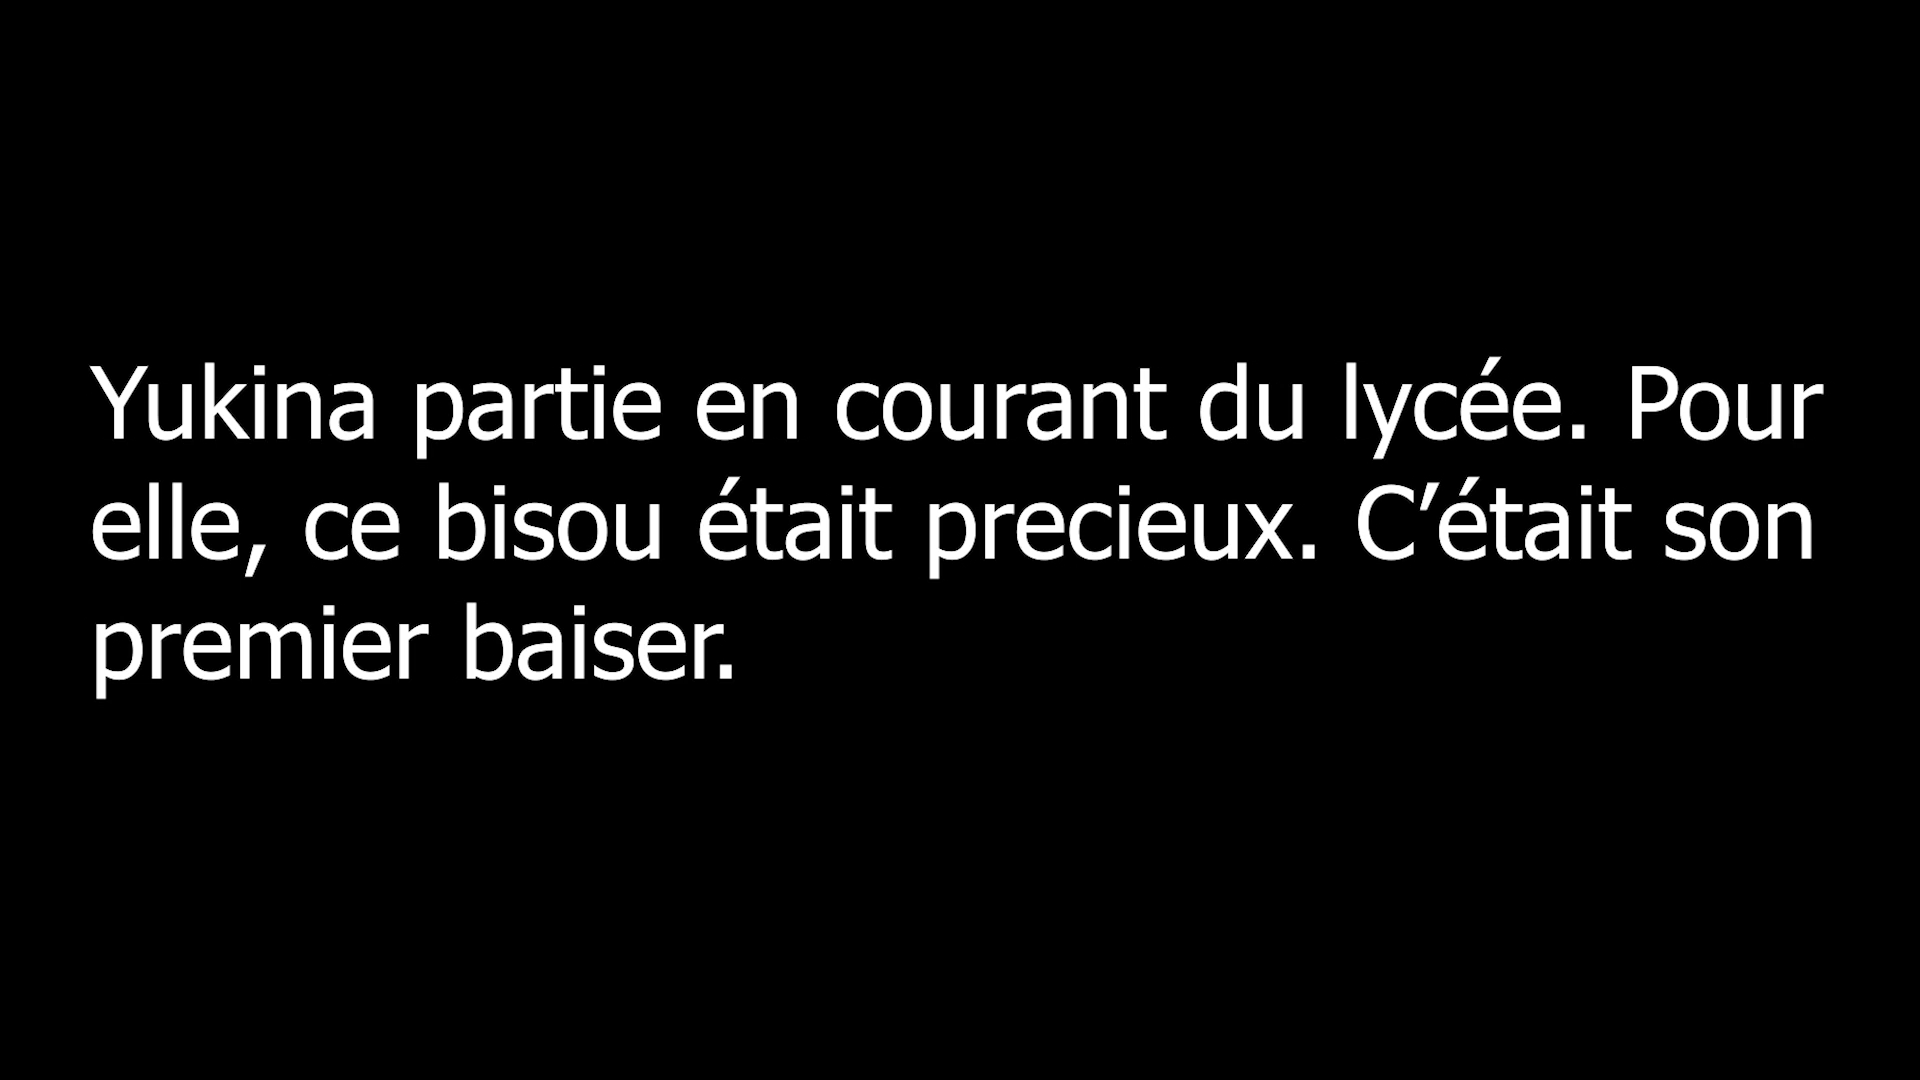 Yukina partie en courant du lycée. Pour
elle, ce bisou était precieux. C’était son
premier baiser.